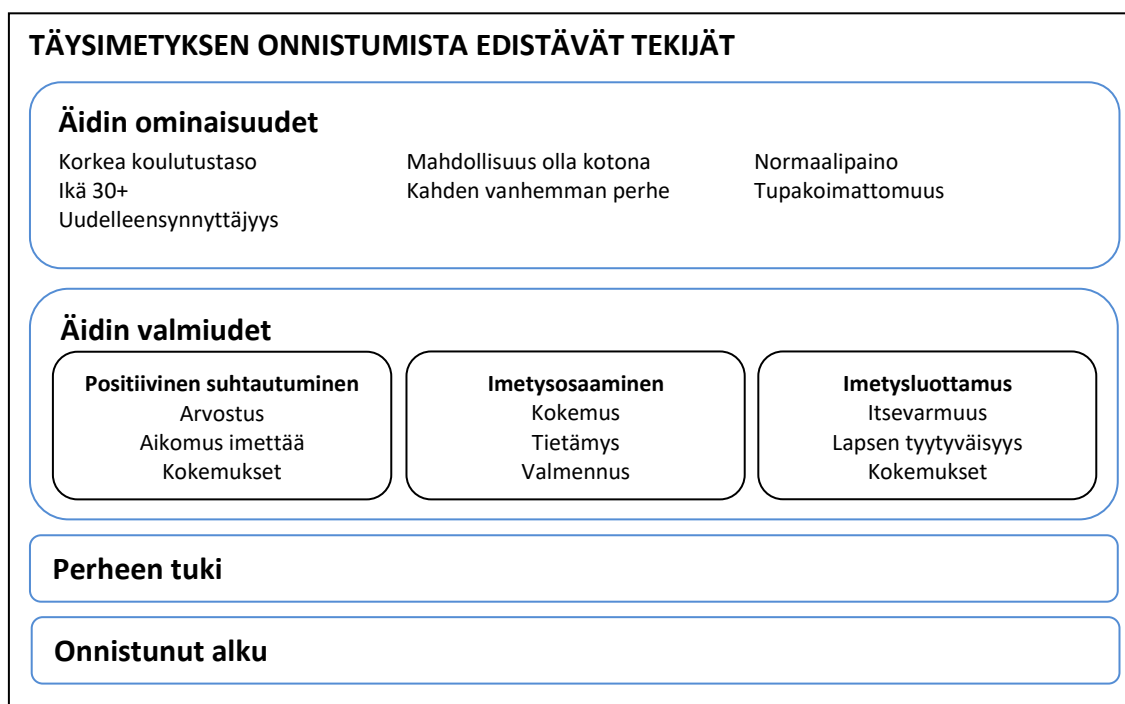 TÄYSIMETYKSEN ONNISTUMISTA EDISTÄVÄT TEKIJÄT
Äidin ominaisuudet
Korkea koulutustaso
Ikä 30+
Uudelleensynnyttäjyys
Mahdollisuus olla kotona
Kahden vanhemman perhe
Normaalipaino
Tupakoimattomuus
Äidin valmiudet
Positiivinen suhtautuminen
Arvostus
Aikomus imettää
Kokemukset
Imetysosaaminen
Kokemus
Tietämys
Valmennus
Imetysluottamus
Itsevarmuus
Lapsen tyytyväisyys
Kokemukset
Perheen tuki
Onnistunut alku